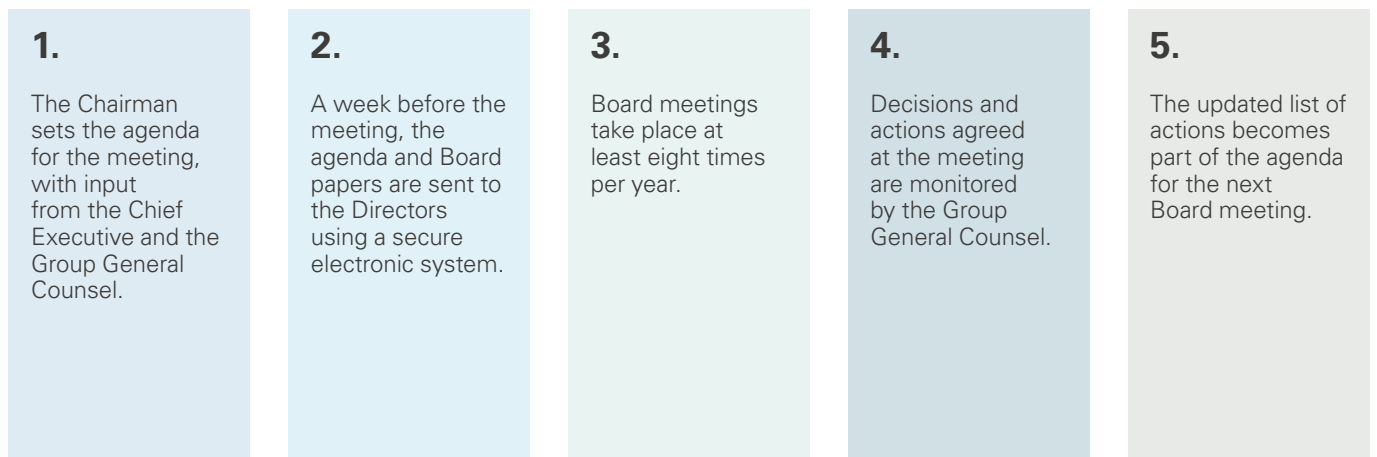 1.
The Chairman
sets the agenda
for the meeting,
with input
from the Chief
Executive and the
Group General
Counsel.
2.
A week before the
meeting, the
agenda and Board
papers are sent to
the Directors
using a secure
electronic system.
3.
Board meetings
take place at
least eight times
per year.
4.
Decisions and
actions agreed
at the meeting
are monitored
by the Group
General Counsel.
5.
The updated list of
actions becomes
part of the agenda
for the next
Board meeting.